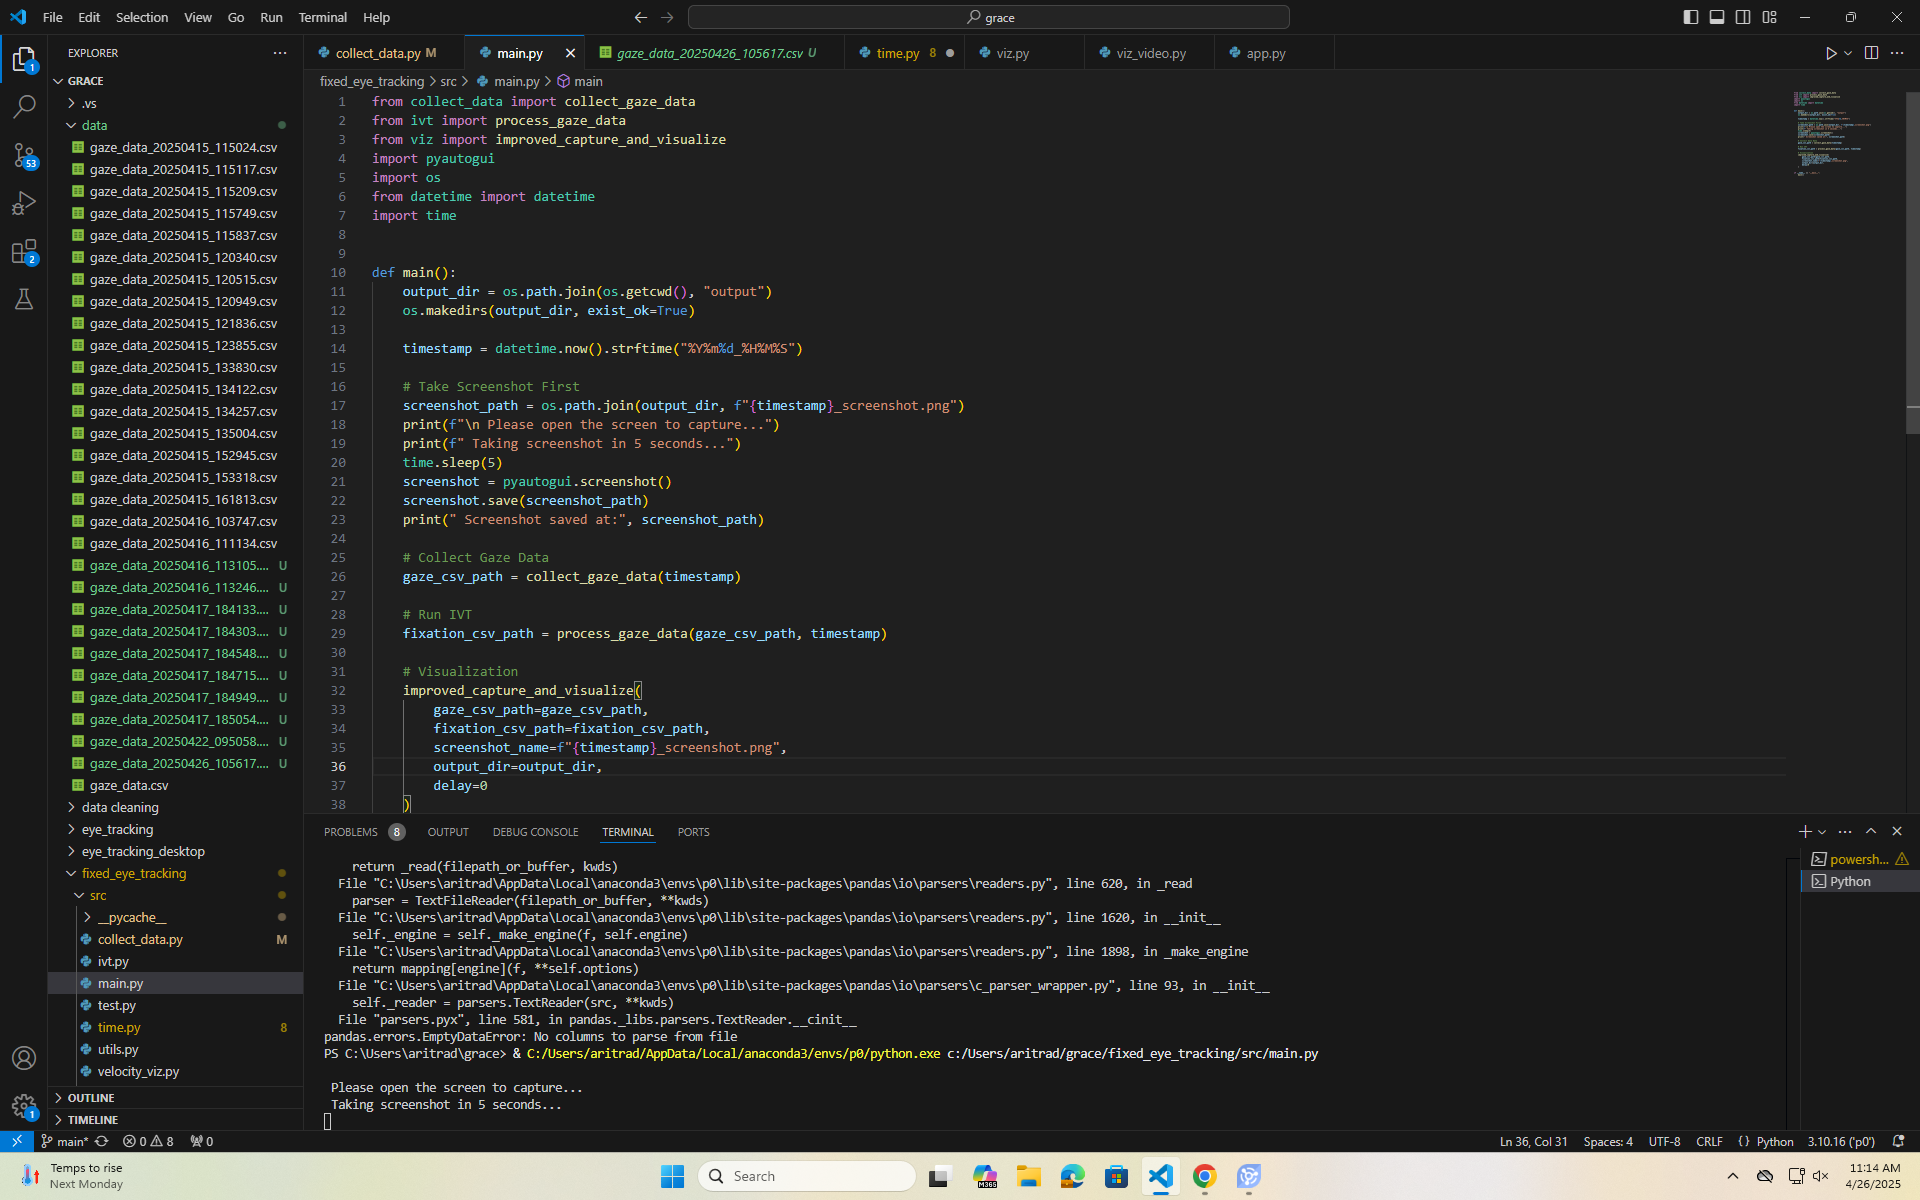 File Edit Selection View Go Run Terminal Help
grace
EXPLORER
collect_data.py M
main.py
gaze_data_20250426_105617.csv U
time.py 8
viz.py
viz_video.py
app.py
GRACE
.vs
data
gaze_data_20250415_115024.csv
gaze_data_20250415_115117.csv
gaze_data_20250415_115209.csv
gaze_data_20250415_115749.csv
gaze_data_20250415_115837.csv
gaze_data_20250415_120340.csv
gaze_data_20250415_120515.csv
gaze_data_20250415_120949.csv
gaze_data_20250415_121836.csv
gaze_data_20250415_123855.csv
gaze_data_20250415_133830.csv
gaze_data_20250415_134122.csv
gaze_data_20250415_134257.csv
gaze_data_20250415_135004.csv
gaze_data_20250415_152945.csv
gaze_data_20250415_153318.csv
gaze_data_20250415_161813.csv
gaze_data_20250416_103747.csv
gaze_data_20250416_111134.csv
gaze_data_20250416_113105.... U
gaze_data_20250416_113246.... U
gaze_data_20250417_184133.... U
gaze_data_20250417_184303.... U
gaze_data_20250417_184548.... U
gaze_data_20250417_184715.... U
gaze_data_20250417_184949.... U
gaze_data_20250417_185054.... U
gaze_data_20250422_095058.... U
gaze_data_20250426_105617.... U
gaze_data.csv
data cleaning
eye_tracking
eye_tracking_desktop
fixed_eye_tracking
src
__pycache__
collect_data.py M
ivt.py
main.py
test.py
time.py 8
utils.py
velocity_viz.py
OUTLINE
TIMELINE
1
53
2
1
fixed_eye_tracking > src > main.py > main
1 from collect_data import collect_gaze_data
2 from ivt import process_gaze_data
3 from viz import improved_capture_and_visualize
4 import pyautogui
5 import os
6 from datetime import datetime
7 import time
8
9
10 def main():
11 output_dir = os.path.join(os.getcwd(), "output")
12 os.makedirs(output_dir, exist_ok=True)
13
14 timestamp = datetime.now().strftime("%Y%m%d_%H%M%S")
15
16 # Take Screenshot First
17 screenshot_path = os.path.join(output_dir, f"{timestamp}_screenshot.png")
18 print(f"\n Please open the screen to capture...")
19 print(f" Taking screenshot in 5 seconds...")
20 time.sleep(5)
21 screenshot = pyautogui.screenshot()
22 screenshot.save(screenshot_path)
23 print(" Screenshot saved at:", screenshot_path)
24
25 # Collect Gaze Data
26 gaze_csv_path = collect_gaze_data(timestamp)
27
28 # Run IVT
29 fixation_csv_path = process_gaze_data(gaze_csv_path, timestamp)
30
31 # Visualization
32 improved_capture_and_visualize(
33 gaze_csv_path=gaze_csv_path,
34 fixation_csv_path=fixation_csv_path,
35 screenshot_name=f"{timestamp}_screenshot.png",
36 output_dir=output_dir,
37 delay=0
38 )
PROBLEMS 8 OUTPUT DEBUG CONSOLE TERMINAL PORTS
return _read(filepath_or_buffer, kwds)
File "C:\Users\aritrad\AppData\Local\anaconda3\envs\p0\lib\site-packages\pandas\io\parsers\readers.py", line 620, in _read
parser = TextFileReader(filepath_or_buffer, **kwds)
File "C:\Users\aritrad\AppData\Local\anaconda3\envs\p0\lib\site-packages\pandas\io\parsers\readers.py", line 1620, in __init__
self._engine = self._make_engine(f, self.engine)
File "C:\Users\aritrad\AppData\Local\anaconda3\envs\p0\lib\site-packages\pandas\io\parsers\readers.py", line 1898, in _make_engine
return mapping[engine](f, **self.options)
File "C:\Users\aritrad\AppData\Local\anaconda3\envs\p0\lib\site-packages\pandas\io\parsers\c_parser_wrapper.py", line 93, in __init__
self._reader = parsers.TextReader(src, **kwds)
File "parsers.pyx", line 581, in pandas._libs.parsers.TextReader.__cinit__
pandas.errors.EmptyDataError: No columns to parse from file
PS C:\Users\aritrad\grace> & C:/Users/aritrad/AppData/Local/anaconda3/envs/p0/python.exe c:/Users/aritrad/grace/fixed_eye_tracking/src/main.py
Please open the screen to capture...
Taking screenshot in 5 seconds...
powersh...
Python
main* 0 8 0
Ln 36, Col 31 Spaces: 4 UTF-8 CRLF {} Python 3.10.16 ('p0')
Temps to rise
Next Monday
Search
M365
11:14 AM
4/26/2025